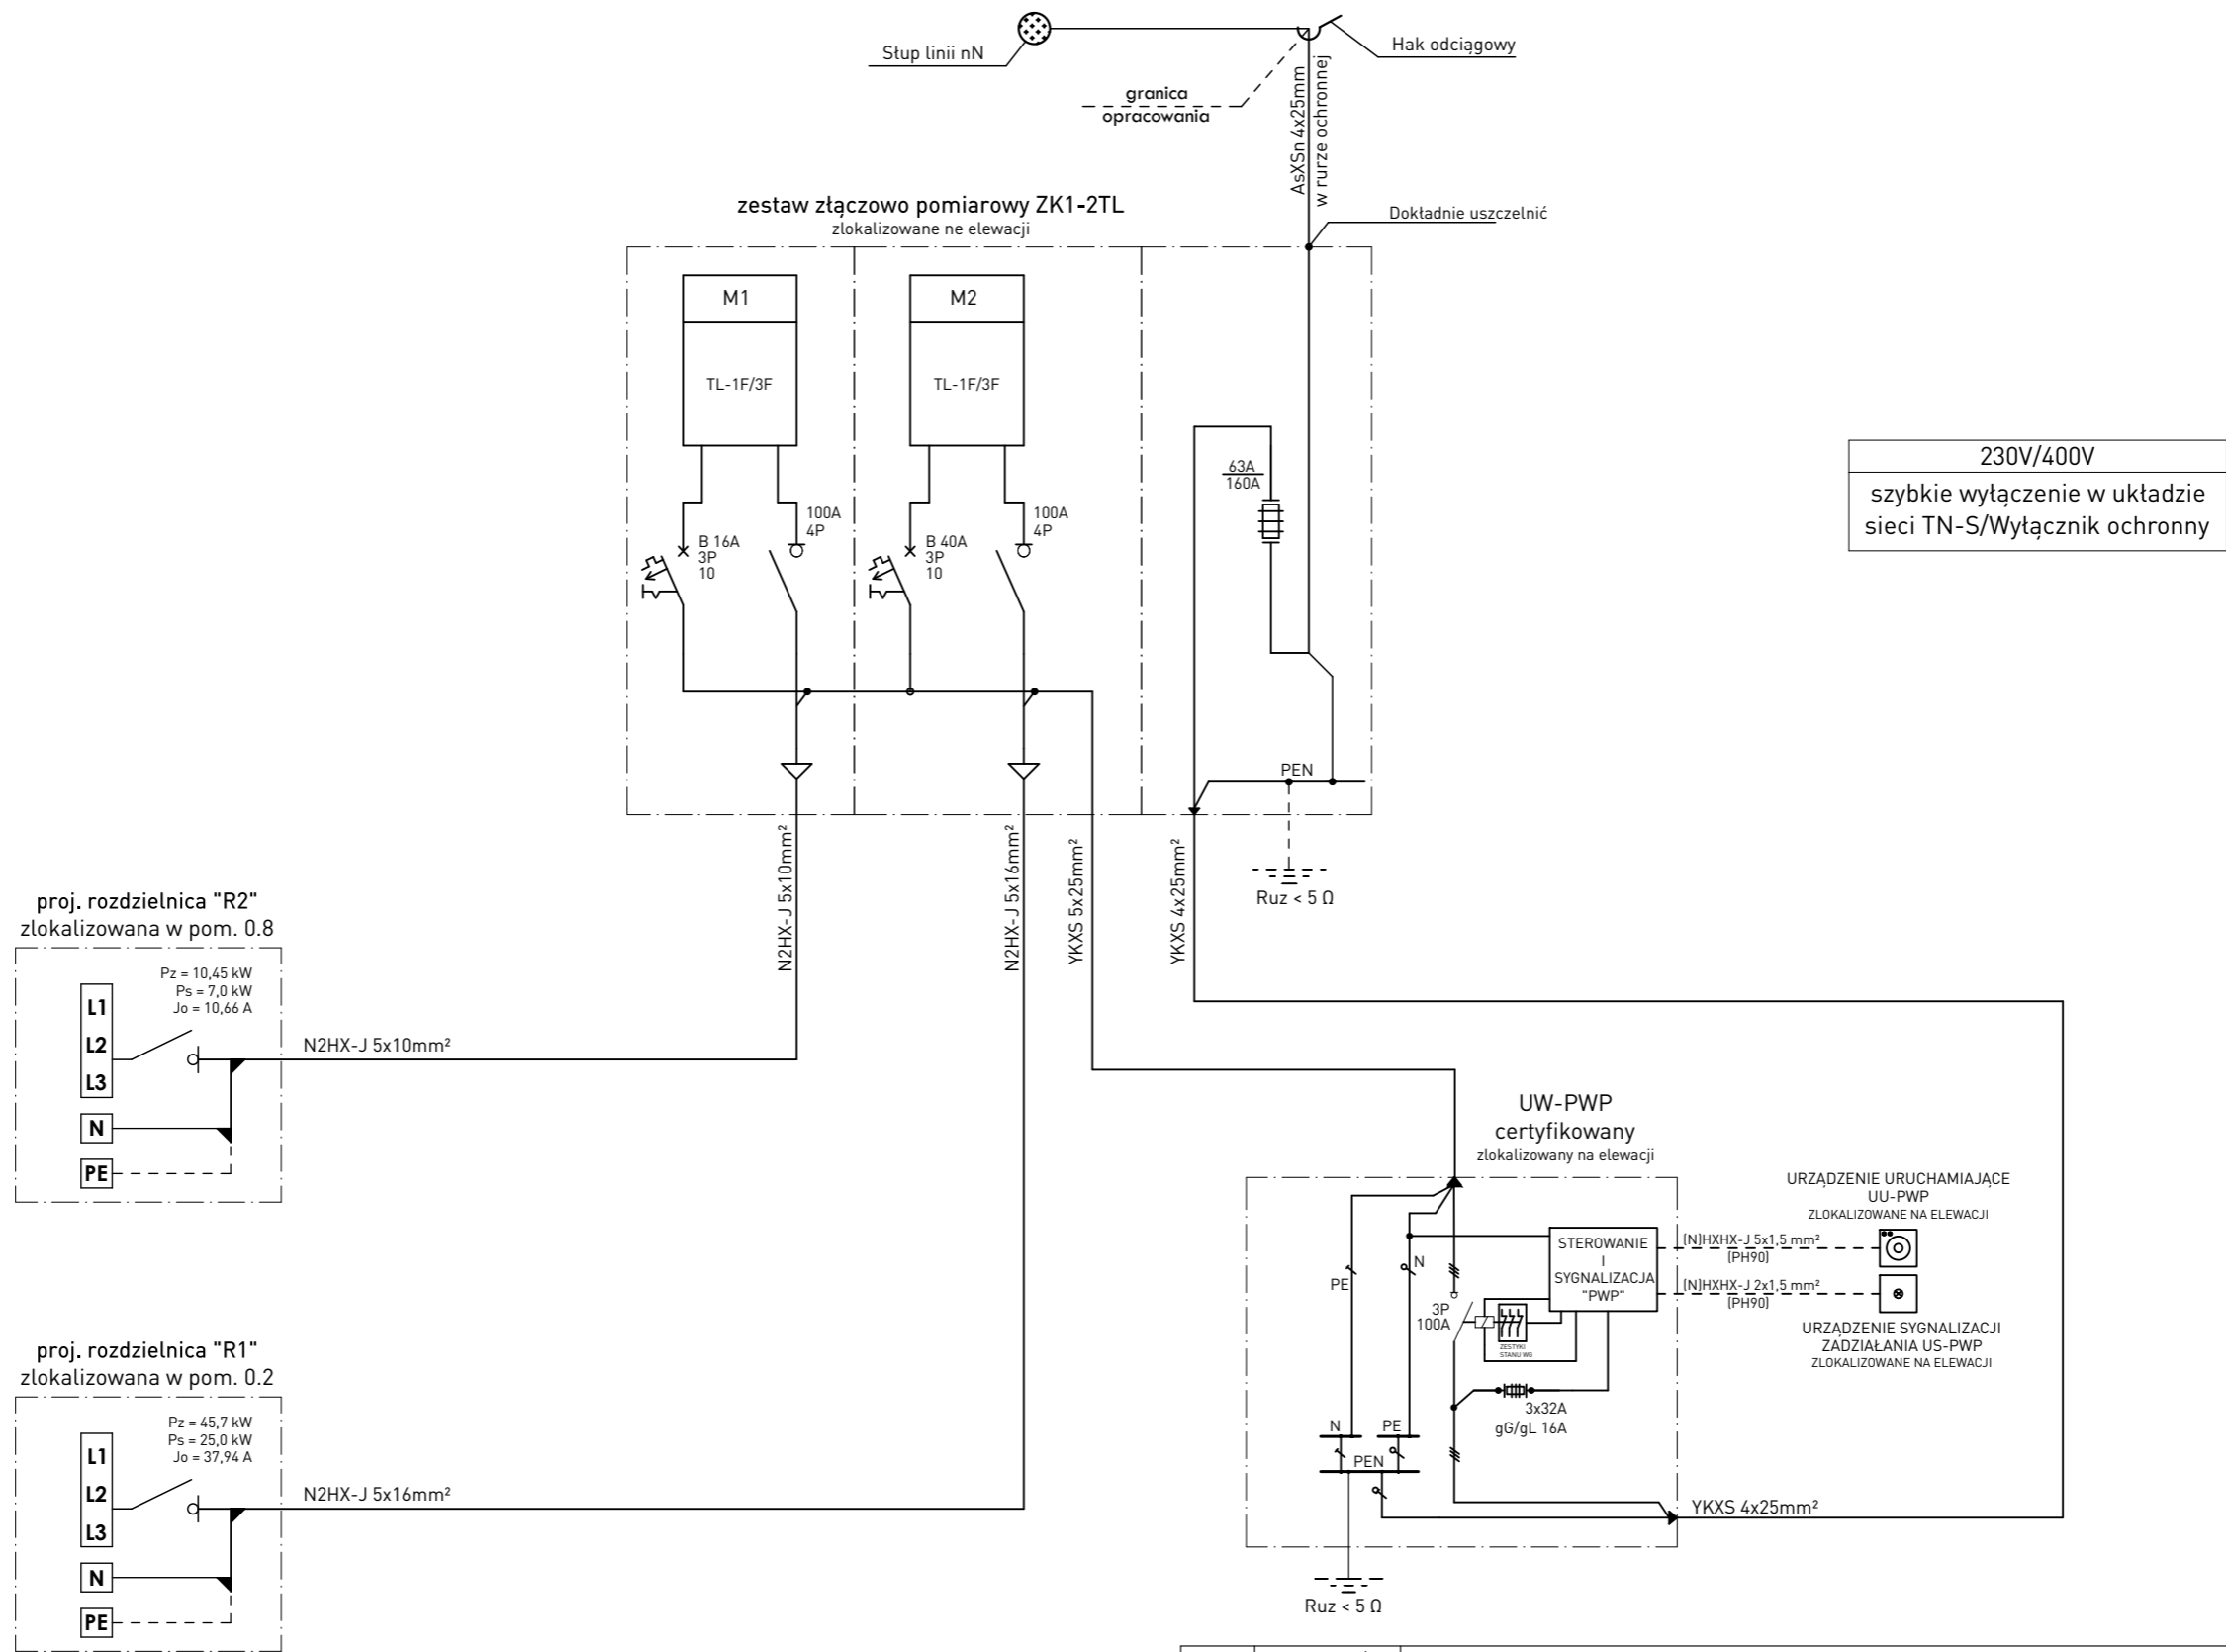 Słup linii nN
Hak odciągowy
granica
opracowania
AsXSn 4x25mm
w rurze ochronnej
zestaw złączowo pomiarowy ZK1-2TL
zlokalizowane ne elewacji
Dokładnie uszczelnić
M1
TL-1F/3F
M2
TL-1F/3F
B 16A
3P
10
100A
4P
B 40A
3P
10
100A
4P
63A
160A
PEN
Ruz < 5 Ω
230V/400V
szybkie wyłączenie w układzie
sieci TN-S/Wyłącznik ochronny
N2HX-J 5x10mm²
N2HX-J 5x16mm²
YKXS 5x25mm²
YKXS 4x25mm²
proj. rozdzielnica "R2"
zlokalizowana w pom. 0.8
Pz = 10,45 kW
Ps = 7,0 kW
Jo = 10,66 A
L1
L2
L3
N
PE
N2HX-J 5x10mm²
proj. rozdzielnica "R1"
zlokalizowana w pom. 0.2
Pz = 45,7 kW
Ps = 25,0 kW
Jo = 37,94 A
L1
L2
L3
N
PE
N2HX-J 5x16mm²
UW-PWP
certyfikowany
zlokalizowany na elewacji
PE
N
3P
100A
STEROWANIE
I
SYGNALIZACJA
"PWP"
ZESTYKI
STANU WG
3x32A
gG/gL 16A
N
PE
PEN
Ruz < 5 Ω
YKXS 4x25mm²
URZĄDZENIE URUCHAMIAJĄCE
UU-PWP
ZLOKALIZOWANE NA ELEWACJI
(N)HXHX-J 5x1,5 mm²
(PH90)
(N)HXHX-J 2x1,5 mm²
(PH90)
URZĄDZENIE SYGNALIZACJI
ZADZIAŁANIA US-PWP
ZLOKALIZOWANE NA ELEWACJI